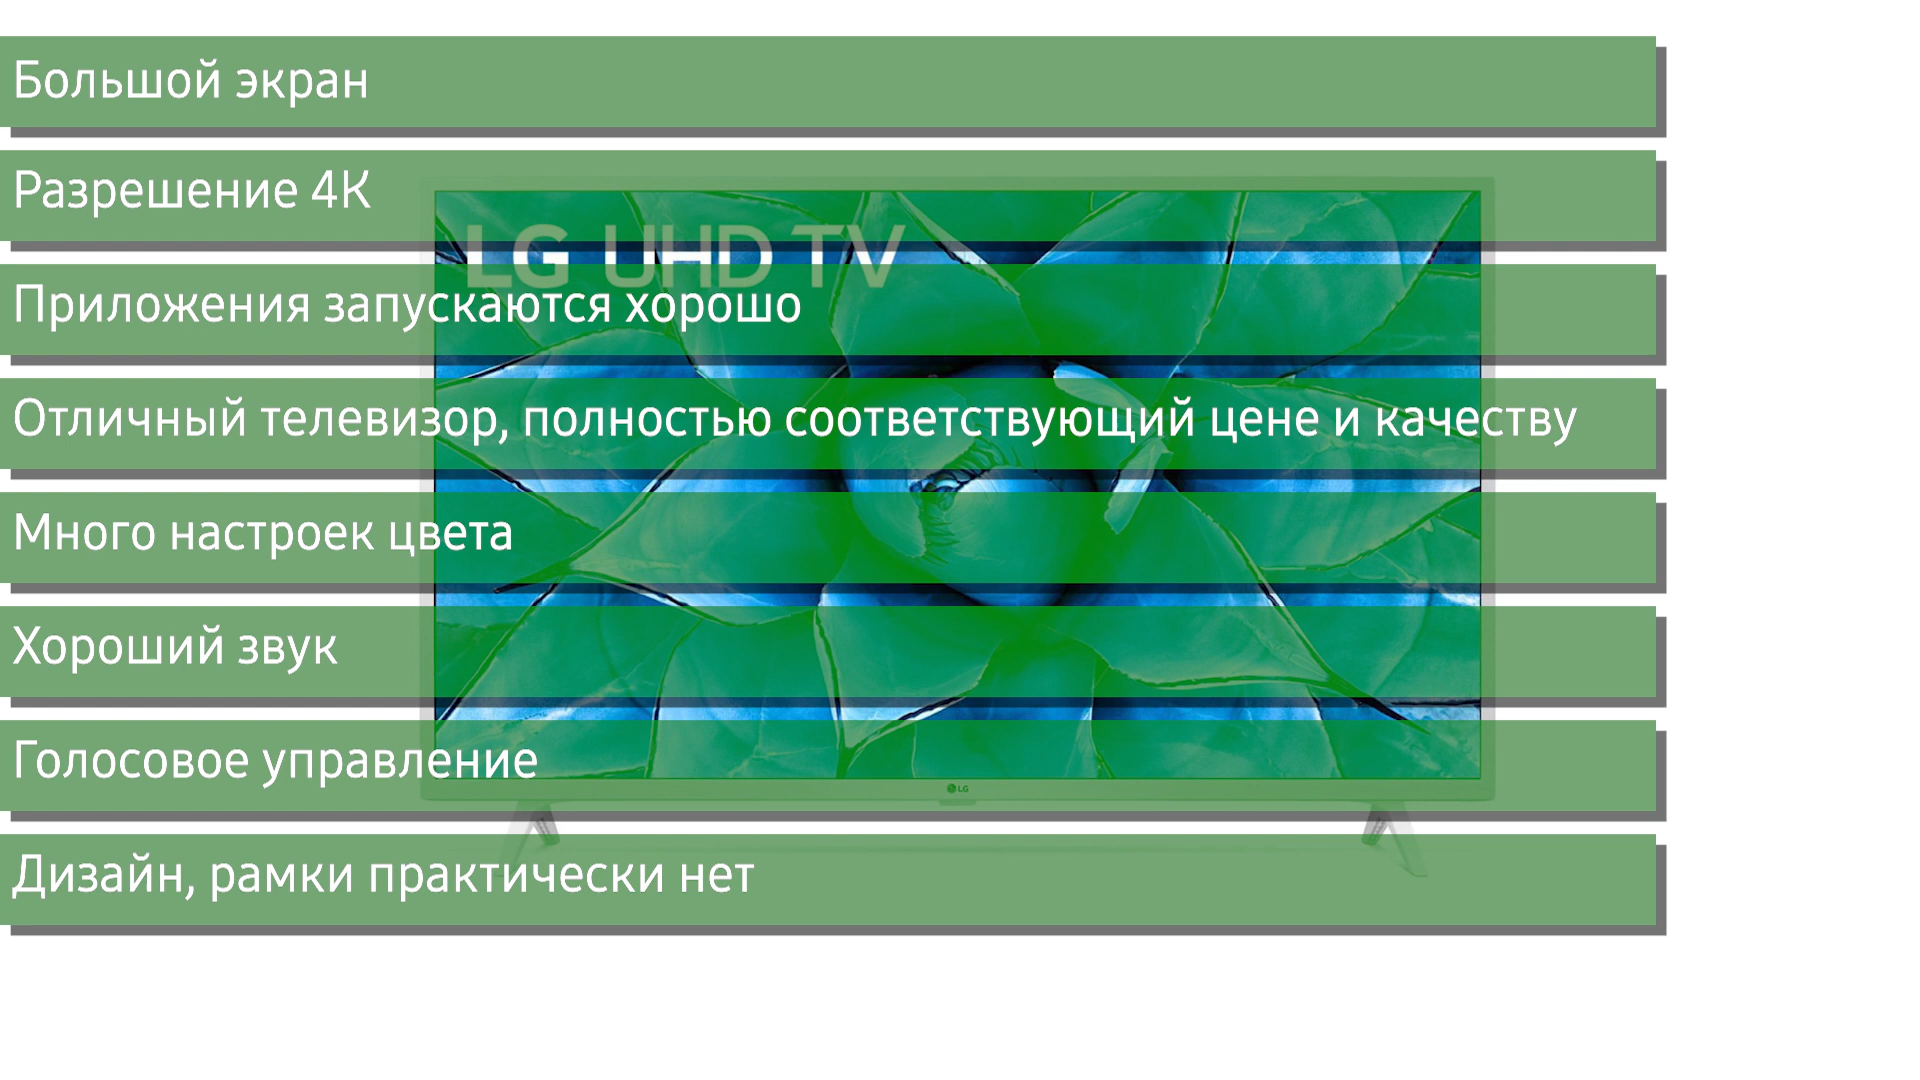 Большой экран
Разрешение 4К
LG UHD TV
Приложения запускаются хорошо
Отличный телевизор, полностью соответствующий цене и качеству
Много настроек цвета
Хороший звук
Голосовое управление
LG
Дизайн, рамки практически нет